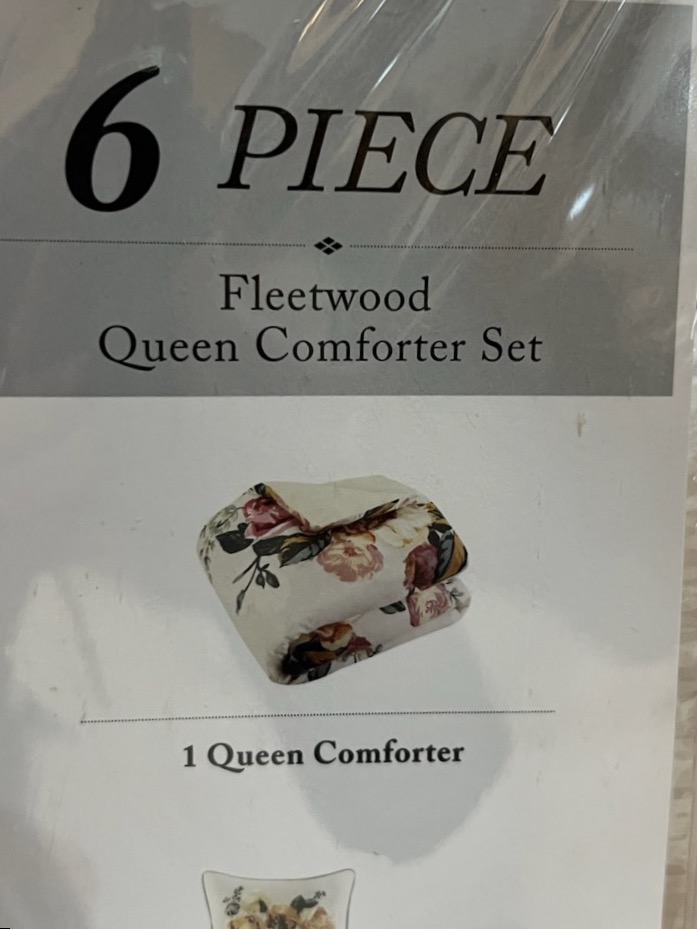 6 PIECE
Fleetwood
Queen Comforter Set
1 Queen Comforter